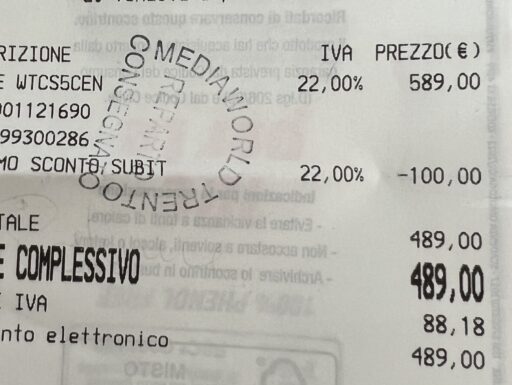 RIZIONE IVA PREZZO(€)
E WTCS5CEN 22,00% 589,00
001121690
99300286
MO SCONTO/SUBIT 22,00% -100,00
TALE 489,00
E COMPLESSIVO 489,00
E IVA 88,18
nto elettronico 489,00
MEDIAWORLD TRENTO
CONSEGNA
REPAR